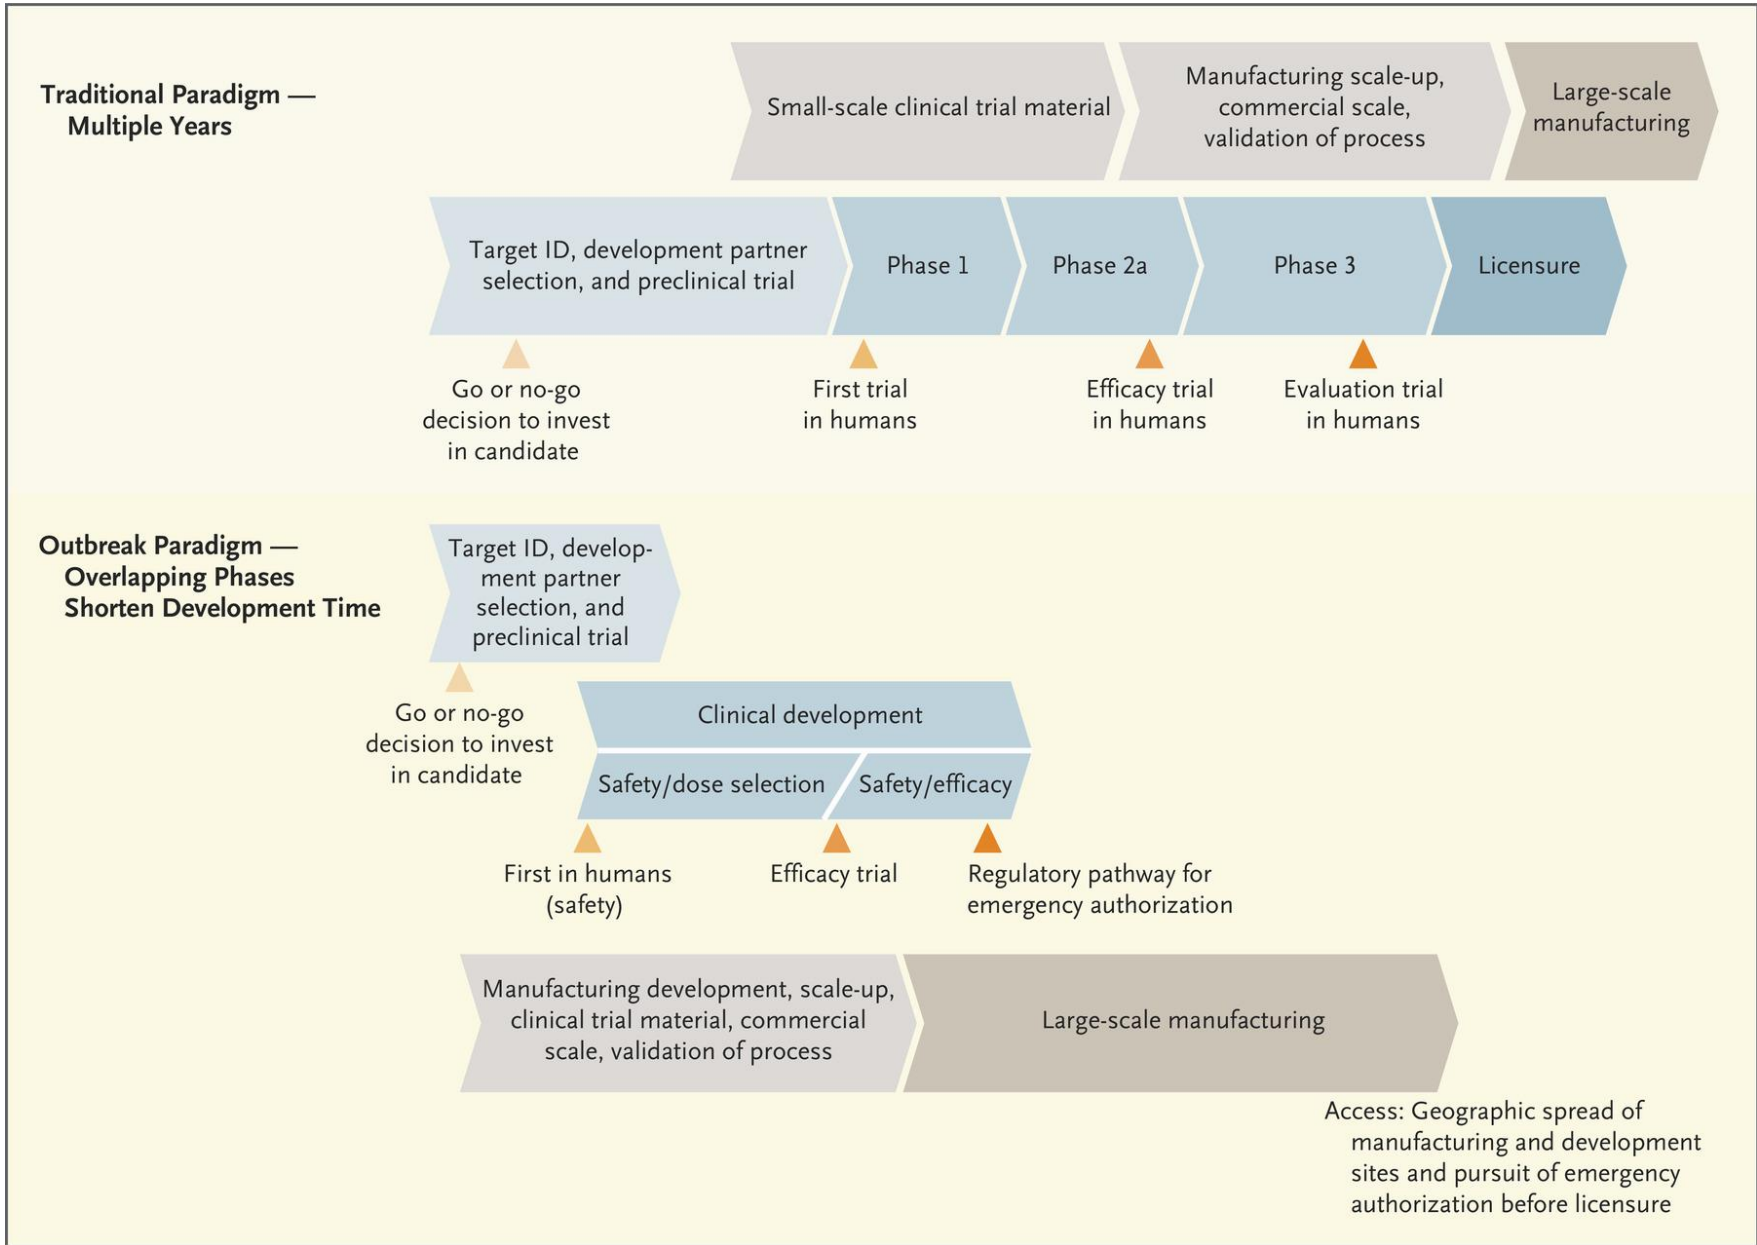 Traditional Paradigm —
Multiple Years
Small-scale clinical trial material
Manufacturing scale-up,
commercial scale,
validation of process
Large-scale
manufacturing
Target ID, development partner
selection, and preclinical trial
Phase 1
Phase 2a
Phase 3
Licensure
Go or no-go
decision to invest
in candidate
First trial
in humans
Efficacy trial
in humans
Evaluation trial
in humans
Outbreak Paradigm —
Overlapping Phases
Shorten Development Time
Target ID, develop-
ment partner
selection, and
preclinical trial
Go or no-go
decision to invest
in candidate
Clinical development
Safety/dose selection
Safety/efficacy
First in humans
(safety)
Efficacy trial
Regulatory pathway for
emergency authorization
Manufacturing development, scale-up,
clinical trial material, commercial
scale, validation of process
Large-scale manufacturing
Access: Geographic spread of
manufacturing and development
sites and pursuit of emergency
authorization before licensure